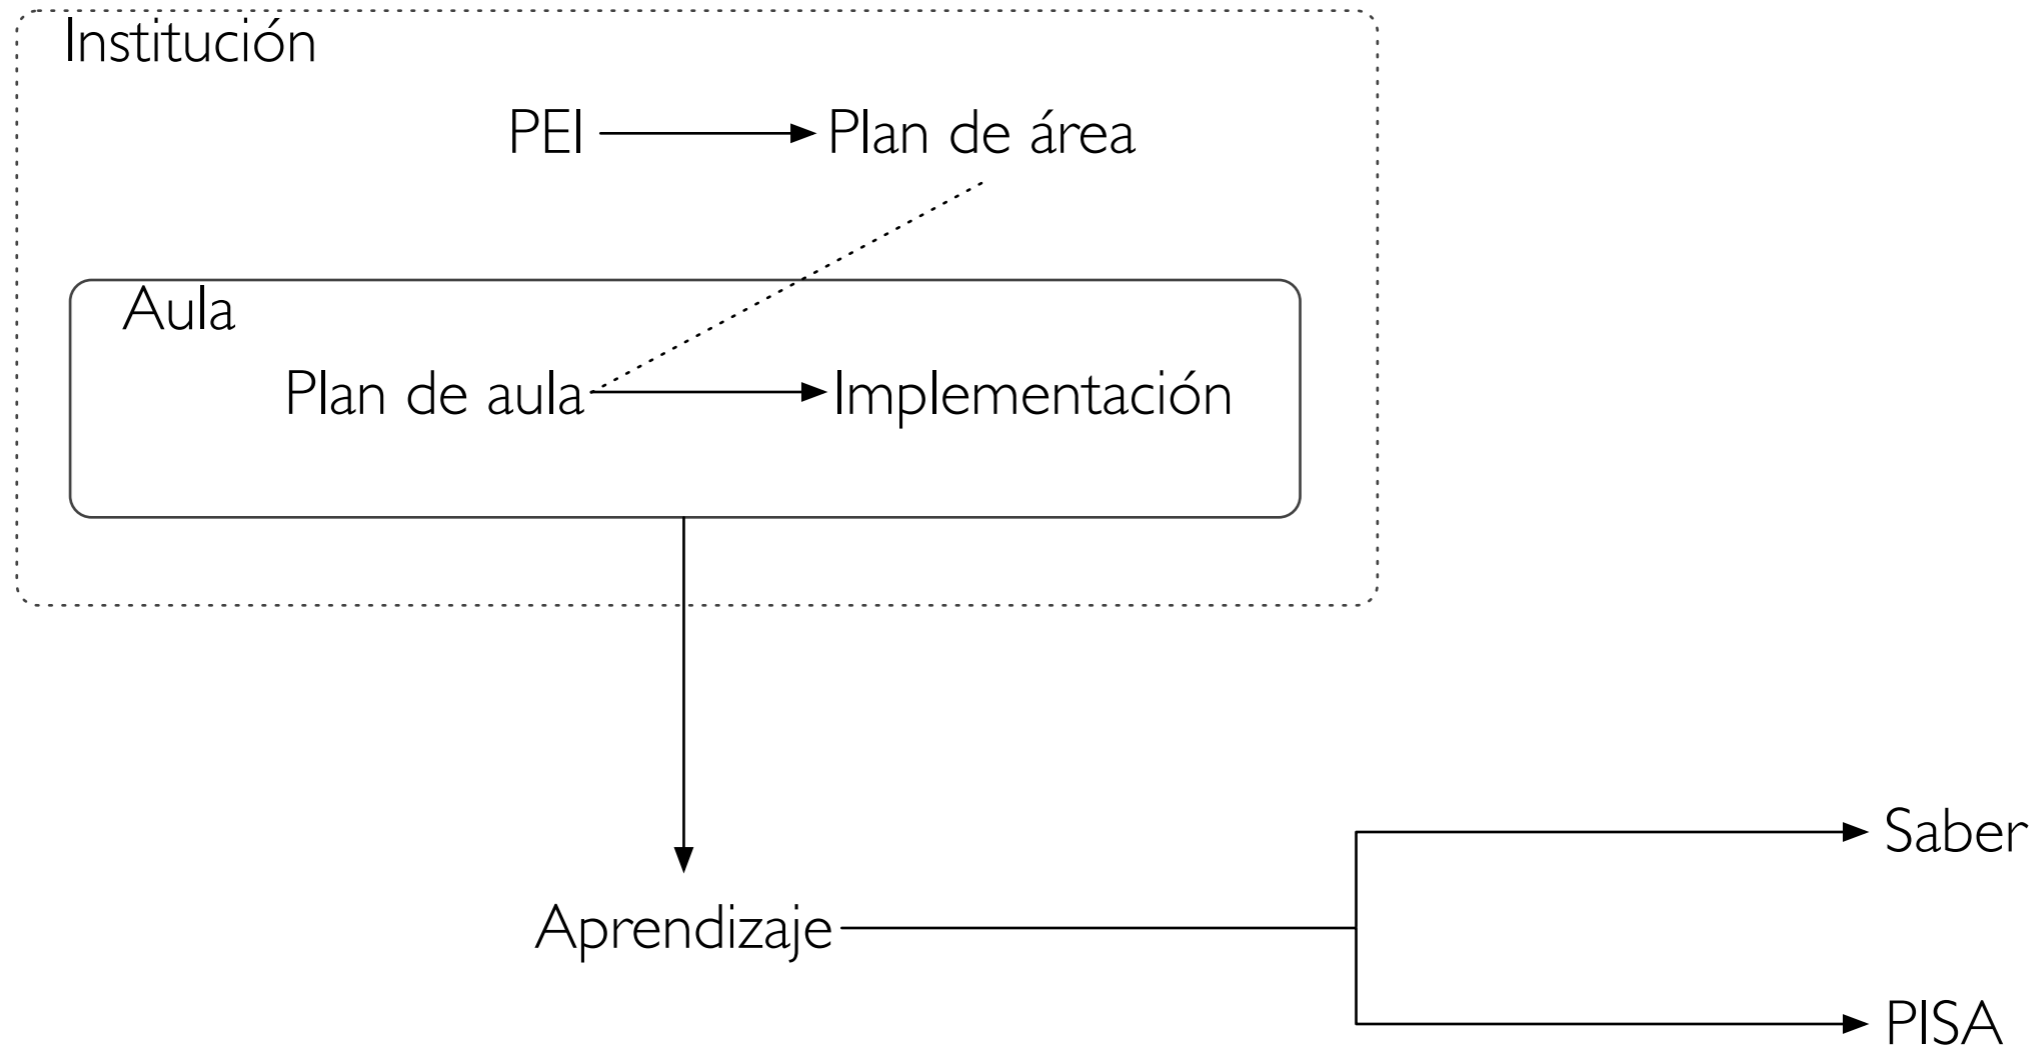 Institución
PEI
Plan de área
Aula
Plan de aula
Implementación
Saber
Aprendizaje
PISA